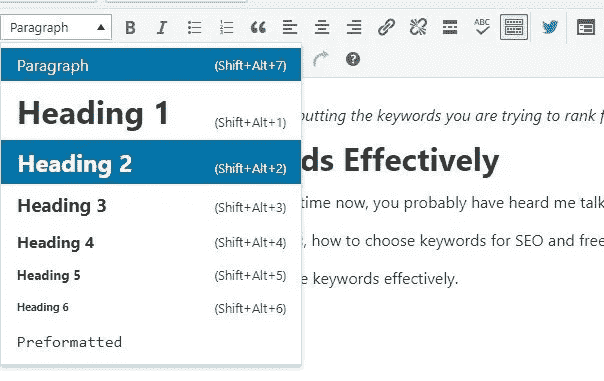 Paragraph
B I ABC
Paragraph (Shift+Alt+7)
Heading 1 (Shift+Alt+1)
Heading 2 (Shift+Alt+2)
Heading 3 (Shift+Alt+3)
Heading 4 (Shift+Alt+4)
Heading 5 (Shift+Alt+5)
Heading 6 (Shift+Alt+6)
Preformatted
putting the keywords you are trying to rank
ds Effectively
time now, you probably have heard me talk
, how to choose keywords for SEO and free
e keywords effectively.